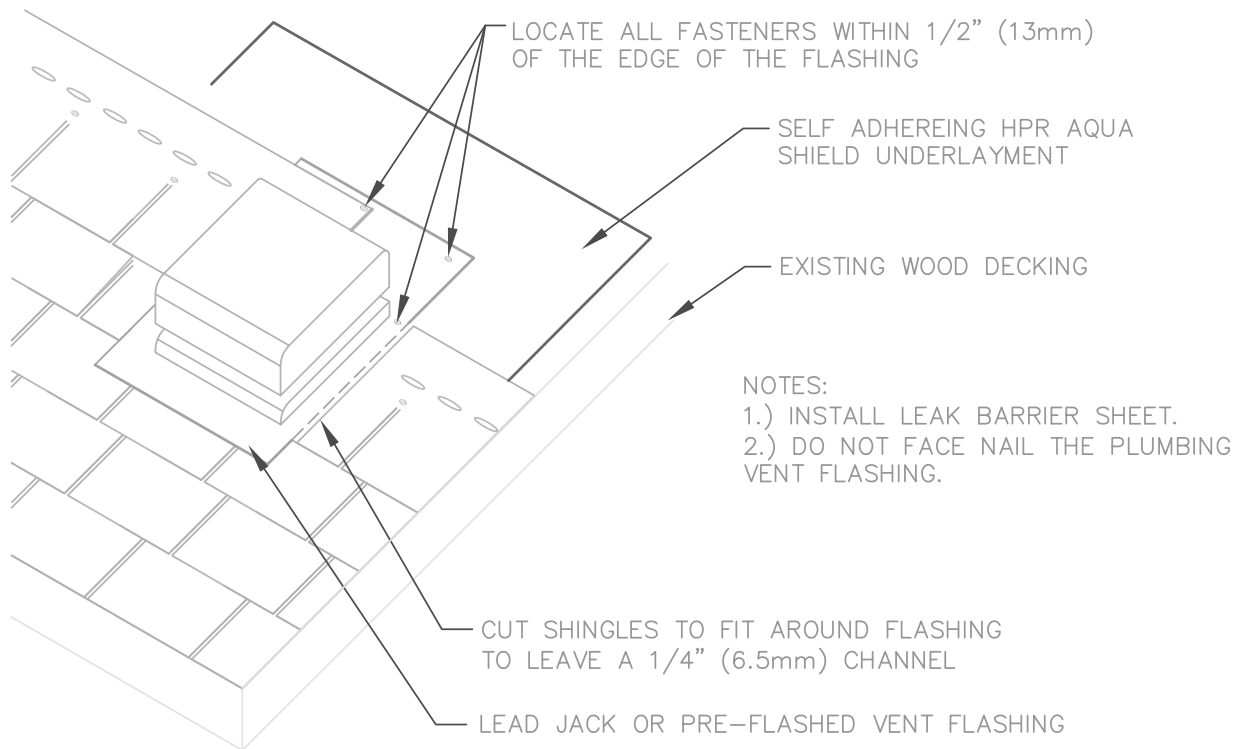 LOCATE ALL FASTENERS WITHIN 1/2” (13mm)
OF THE EDGE OF THE FLASHING
SELF ADHEREING HPR AQUA
SHIELD UNDERLAYMENT
EXISTING WOOD DECKING
NOTES:
1.) INSTALL LEAK BARRIER SHEET.
2.) DO NOT FACE NAIL THE PLUMBING
VENT FLASHING.
CUT SHINGLES TO FIT AROUND FLASHING
TO LEAVE A 1/4” (6.5mm) CHANNEL
LEAD JACK OR PRE–FLASHED VENT FLASHING